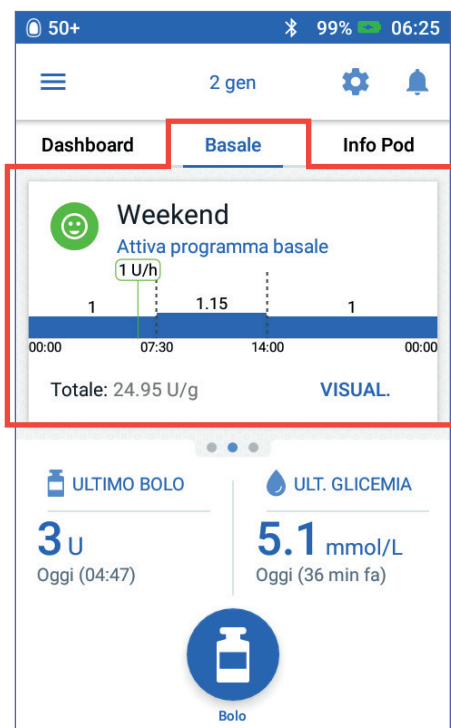 50+ 99% 06:25
2 gen
Dashboard Basale Info Pod
Weekend
Attiva programma basale
1 U/h
1 1.15 1
00:00 07:30 14:00 00:00
Totale: 24.95 U/g VISUAL.
ULTIMO BOLO ULT. GLICEMIA
3 U 5.1 mmol/L
Oggi (04:47) Oggi (36 min fa)
Bolo